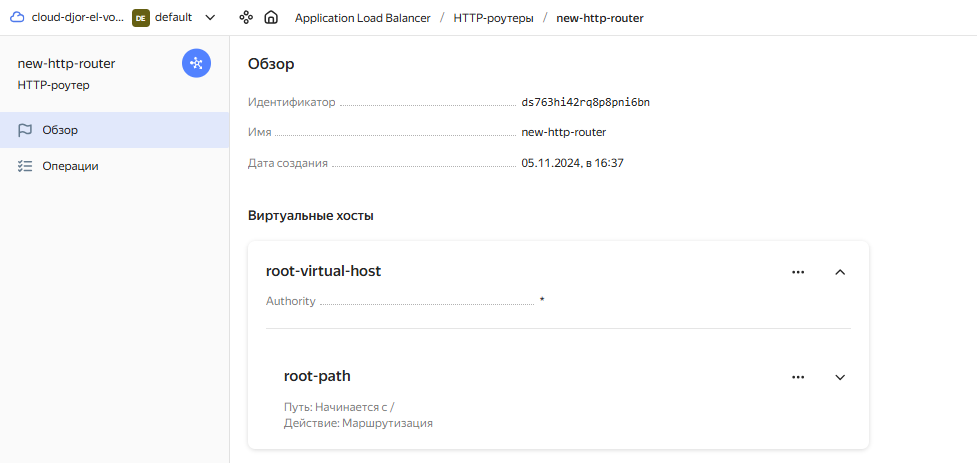 cloud-djor-el-vo... DE default Application Load Balancer / HTTP-роутеры / new-http-router
new-http-router
HTTP-роутер
Обзор
Операции
Обзор
Идентификатор ds763hi42rq8p8pni6bn
Имя new-http-router
Дата создания 05.11.2024, в 16:37
Виртуальные хосты
root-virtual-host
Authority *
root-path
Путь: Начинается с /
Действие: Маршрутизация